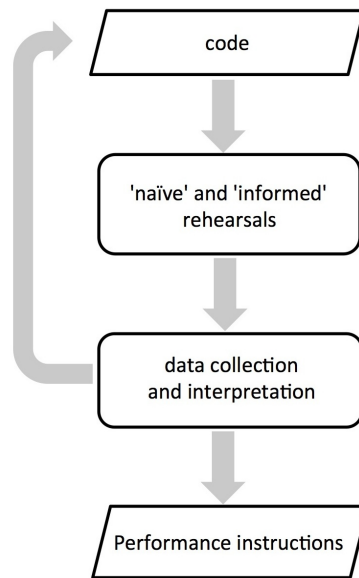 code
'naïve' and 'informed'
rehearsals
data collection
and interpretation
Performance instructions